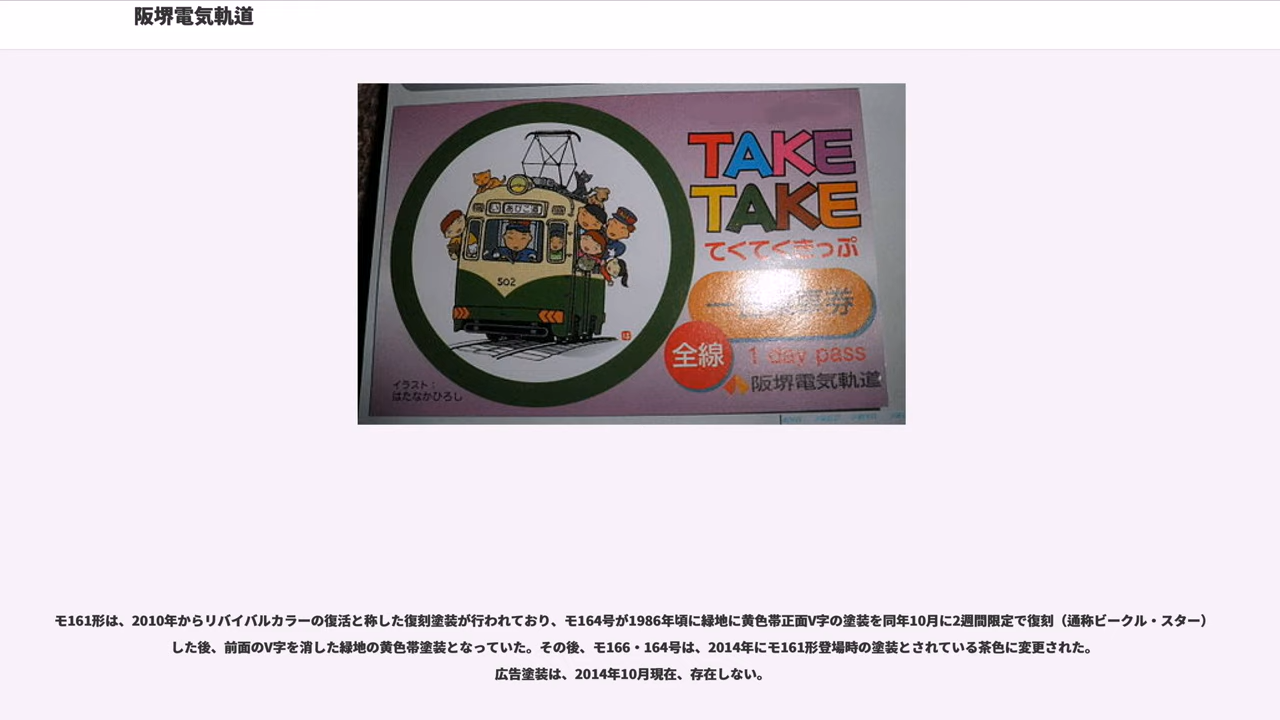 阪堺電気軌道
TAKE
TAKE
てくてくきっぷ
全線
1 day pass
阪堺電気軌道
502
イラスト:
はたなかひろし
モ161形は、2010年からリバイバルカラーの復活と称した復刻塗装が行われており、モ164号が1986年頃に緑地に黄色帯正面V字の塗装を同年10月に2週間限定で復刻（通称ビークル・スター）
した後、前面のV字を消した緑地の黄色帯塗装となっていた。その後、モ166・164号は、2014年にモ161形登場時の塗装とされている茶色に変更された。
広告塗装は、2014年10月現在、存在しない。